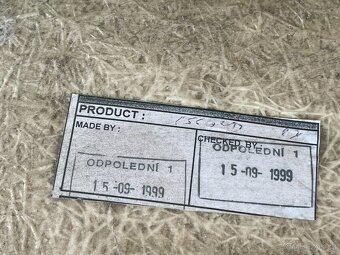 PRODUCT :
MADE BY :
CHECKED BY :
ODPOLEDNÍ 1
15-09-1999
ODPOLEDNÍ 1
15-09-1999